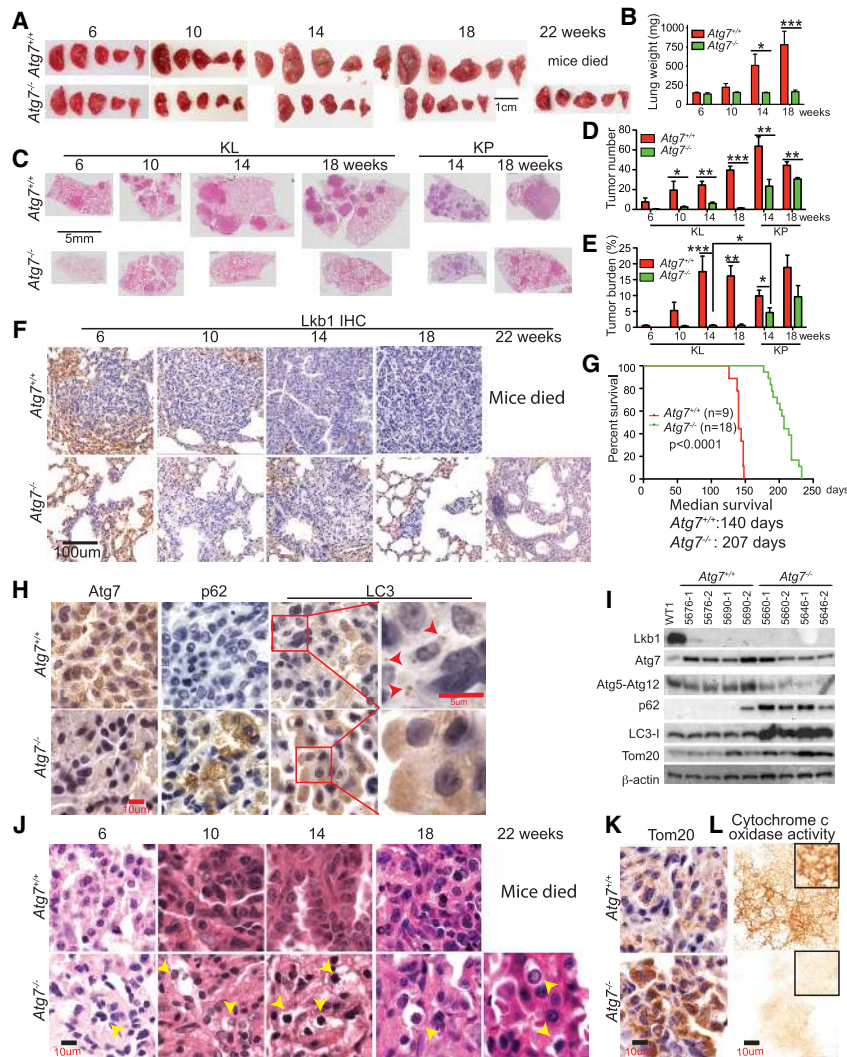 A
6 10 14 18 22 weeks
Atg7+/+
mice died
Atg7-/-
1cm
B
Lung weight (mg)
1000
750
500
250
0
Atg7+/+
Atg7-/-
*
***
6 10 14 18 weeks
C
KL KP
6 10 14 18 weeks 14 18 weeks
Atg7+/+
5mm
Atg7-/-
D
Tumor number
80
60
40
20
0
Atg7+/+
Atg7-/-
* ** *** ** **
6 10 14 18 14 18 weeks
KL KP
E
Tumor burden (%)
25
20
15
10
5
0
Atg7+/+
Atg7-/-
*** ** * *
6 10 14 18 14 18 weeks
KL KP
F
Lkb1 IHC
6 10 14 18 22 weeks
Atg7+/+
Mice died
Atg7-/-
100um
G
Percent survival
100
80
60
40
20
0
Atg7+/+ (n=9)
Atg7-/- (n=18)
p<0.0001
0 50 100 150 200 250 days
Median survival
Atg7+/+:140 days
Atg7-/-: 207 days
H
Atg7 p62 LC3
Atg7+/+
5um
Atg7-/-
10um
I
Atg7+/+ Atg7-/-
WT1 5676-1 5676-2 5690-1 5690-2 5660-1 5660-2 5646-1 5646-2
Lkb1
Atg7
Atg5-Atg12
p62
LC3-I
Tom20
β-actin
J
6 10 14 18 22 weeks
Atg7+/+
Mice died
Atg7-/-
10um
K
Tom20
Atg7+/+
Atg7-/-
10um
L
Cytochrome c
oxidase activity
10um